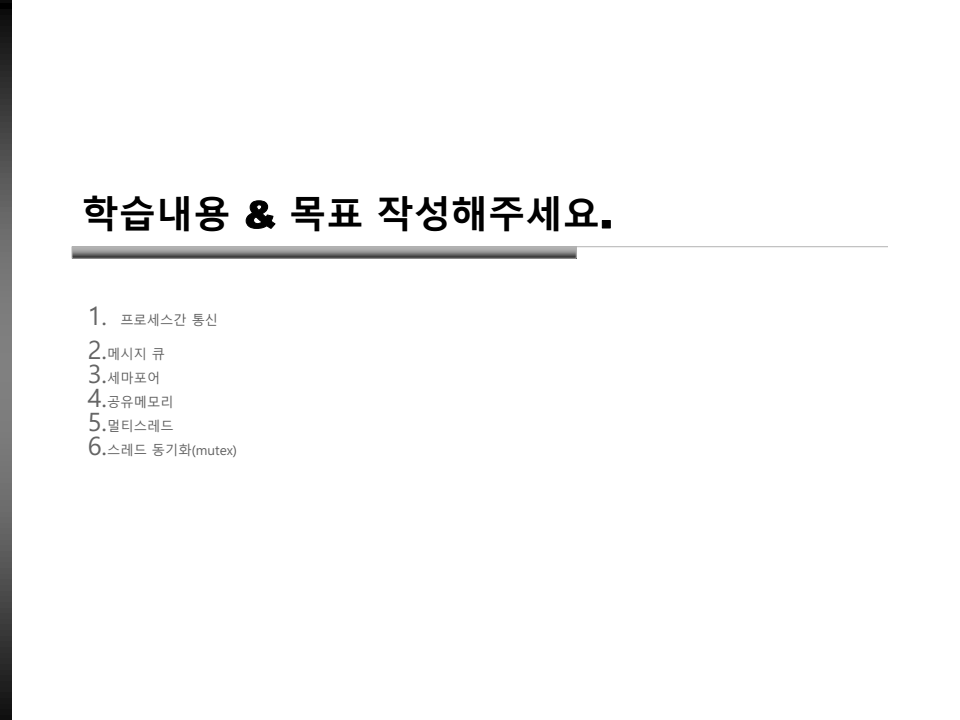 학습내용 & 목표 작성해주세요.
1. 프로세스간 통신
2.메시지 큐
3.세마포어
4.공유메모리
5.멀티스레드
6.스레드 동기화(mutex)